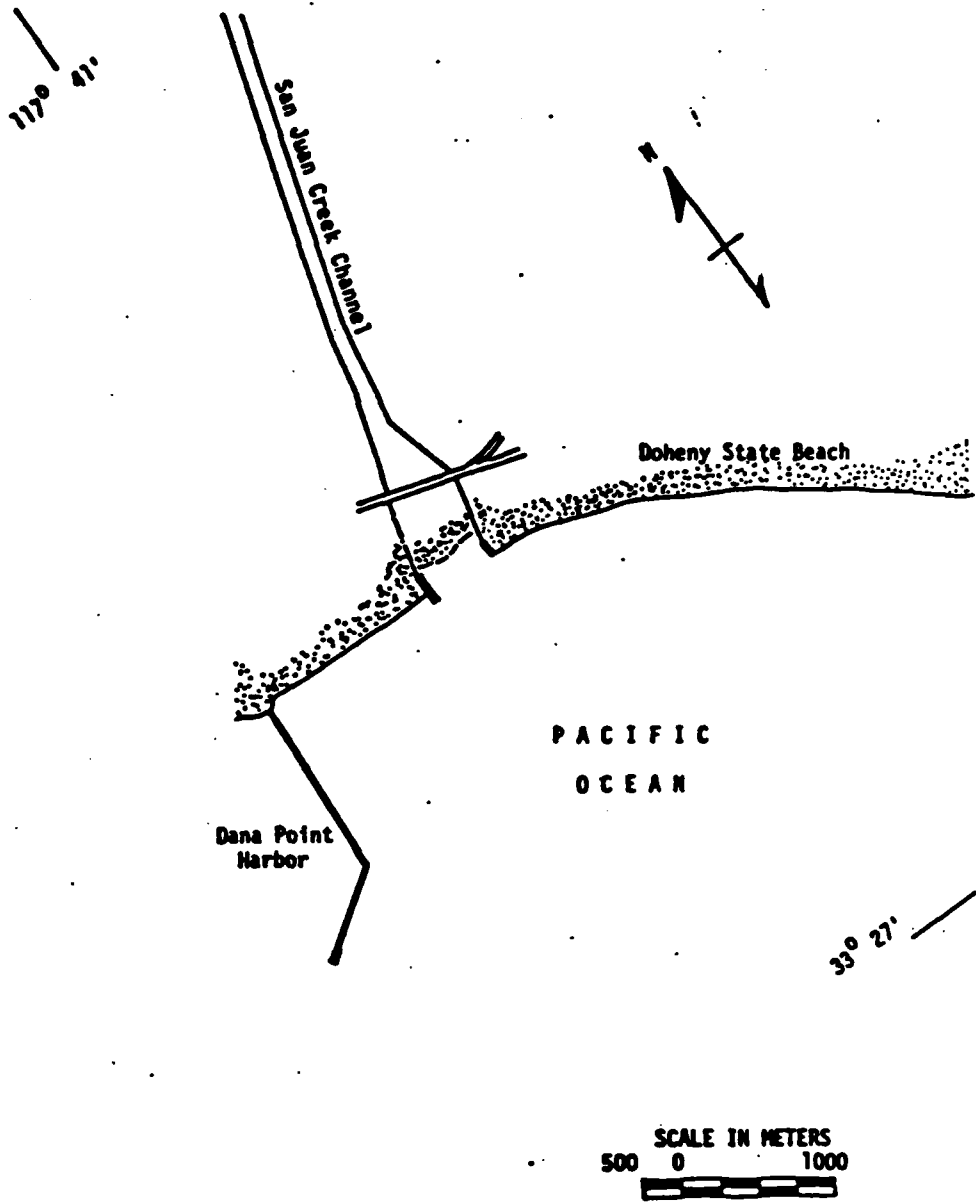 117° 41'
San Juan Creek Channel
N
Doheny State Beach
PACIFIC
OCEAN
Dana Point
Harbor
33° 27'
SCALE IN METERS
500 0 1000